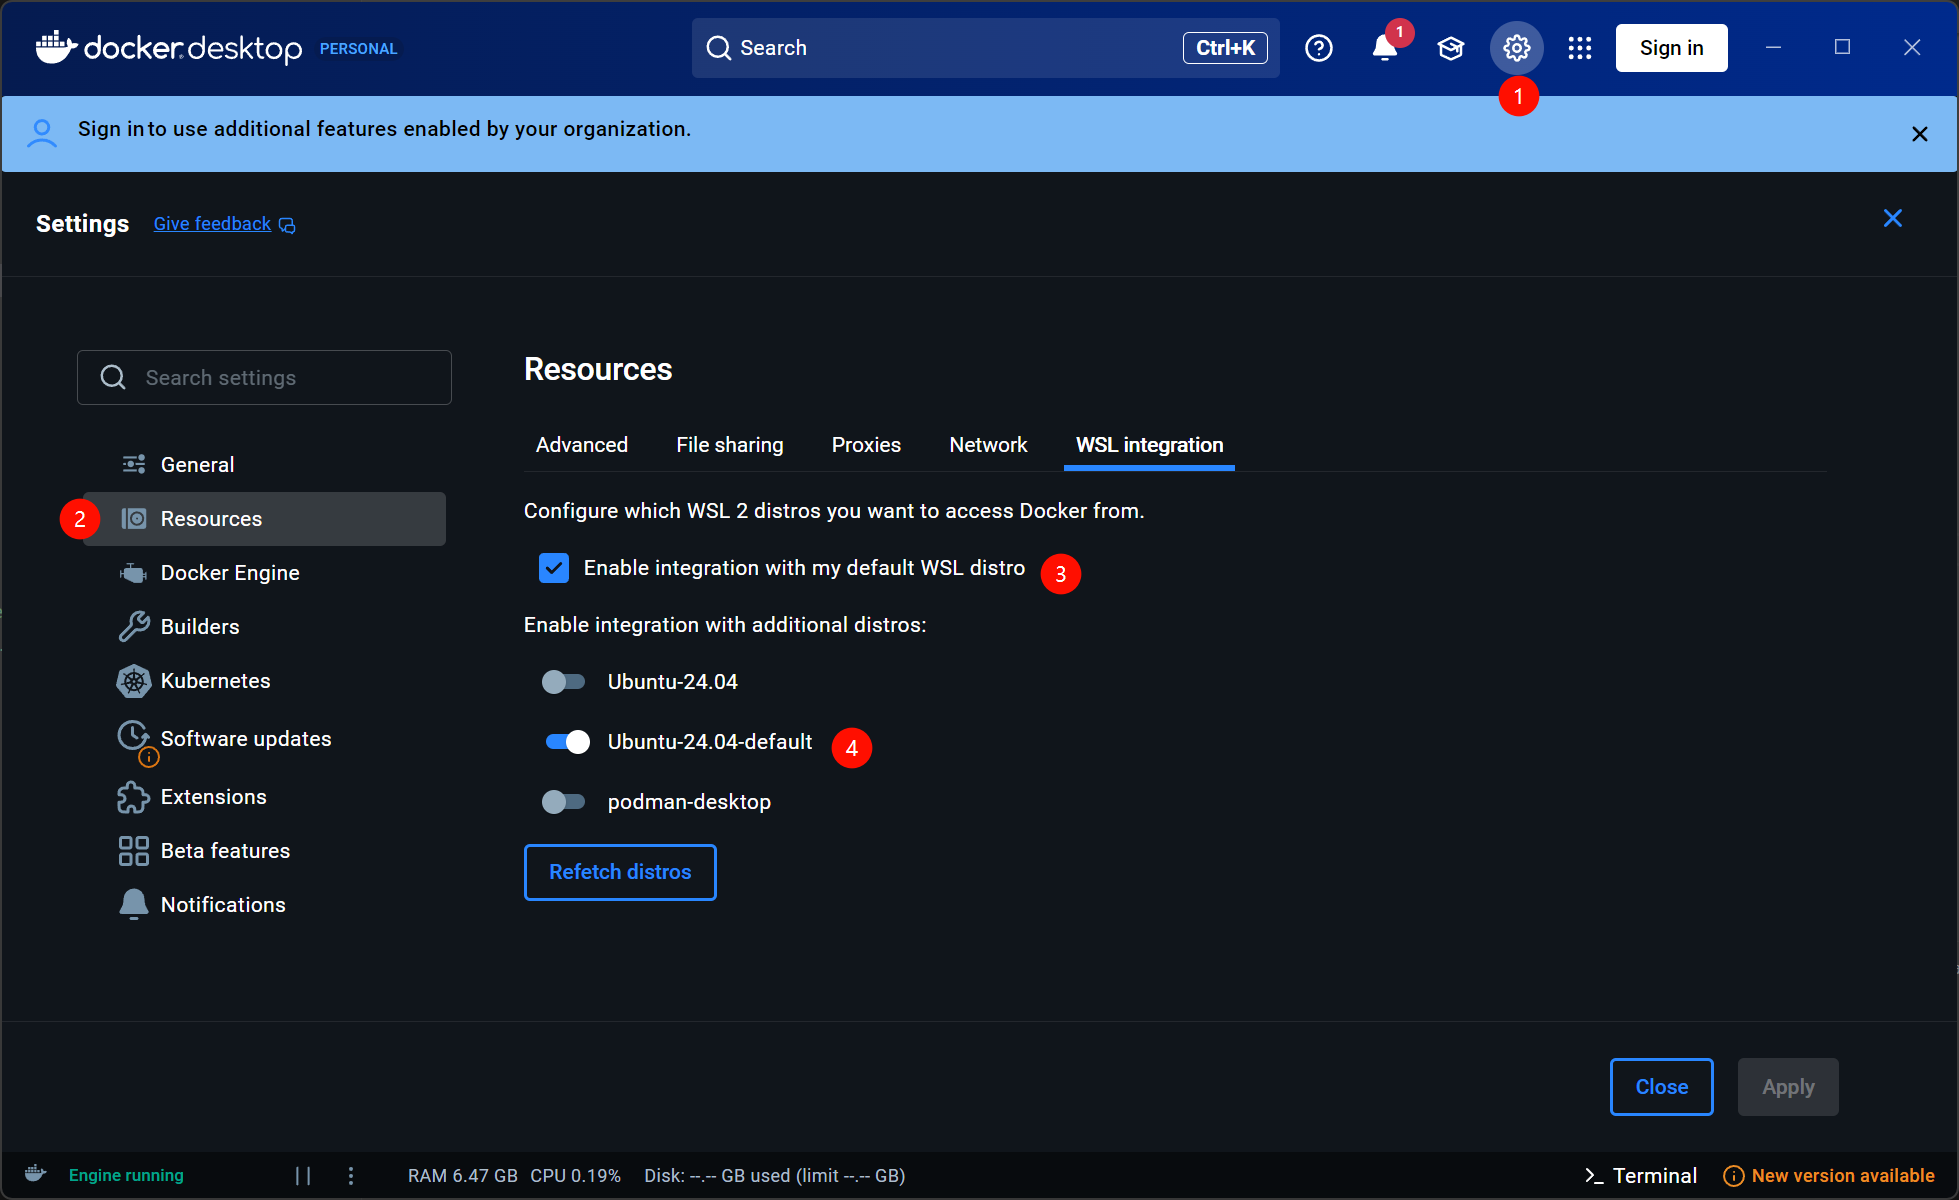 docker desktop PERSONAL
Search Ctrl+K
1
Sign in
1
Sign in to use additional features enabled by your organization.
Settings Give feedback
Search settings
General
2 Resources
Docker Engine
Builders
Kubernetes
Software updates
Extensions
Beta features
Notifications
Resources
Advanced File sharing Proxies Network WSL integration
Configure which WSL 2 distros you want to access Docker from.
Enable integration with my default WSL distro 3
Enable integration with additional distros:
Ubuntu-24.04
Ubuntu-24.04-default 4
podman-desktop
Refetch distros
Close Apply
Engine running RAM 6.47 GB CPU 0.19% Disk: --.-- GB used (limit --.-- GB) Terminal New version available